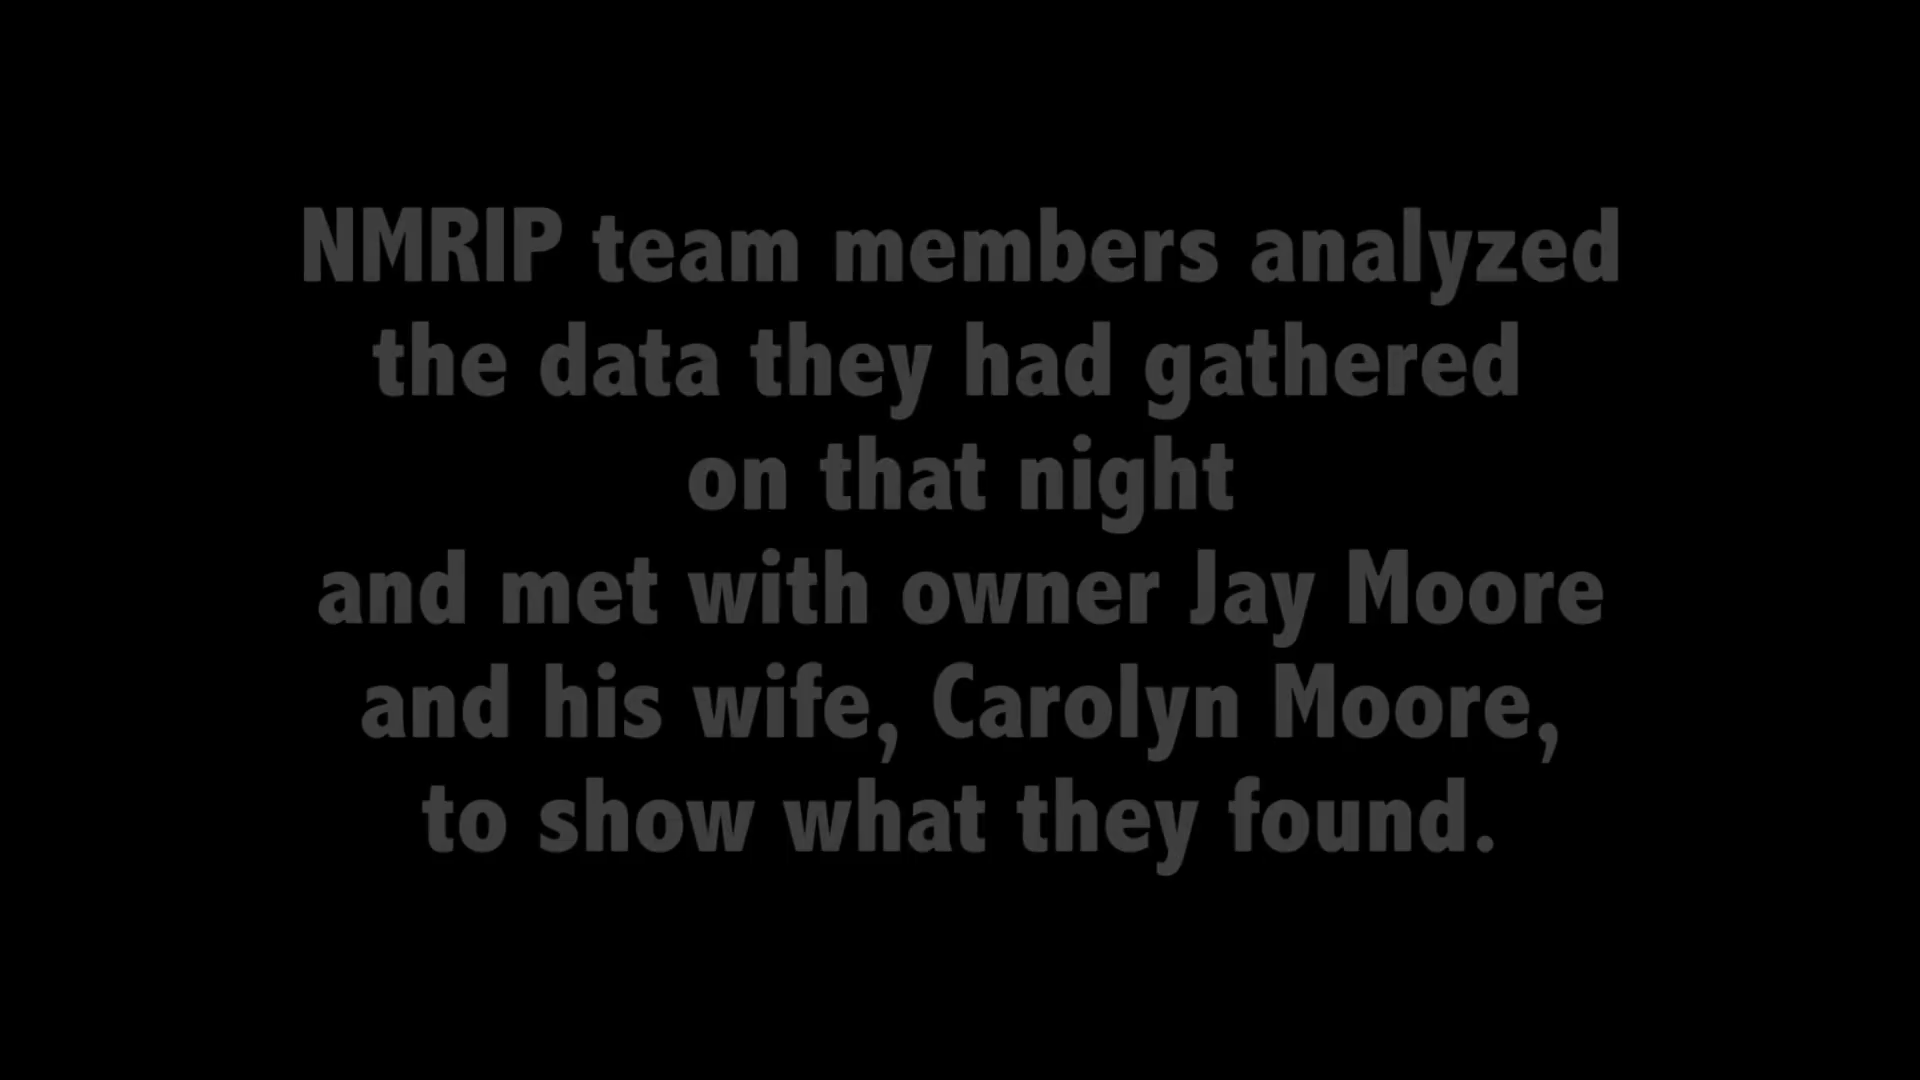 NMRIP team members analyzed
the data they had gathered
on that night
and met with owner Jay Moore
and his wife, Carolyn Moore,
to show what they found.